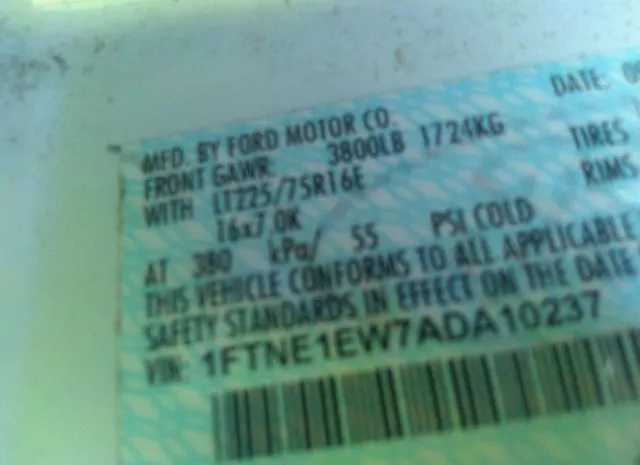 DATE: 09
MFD. BY FORD MOTOR CO.
FRONT GAWR: 3800LB 1724KG
TIRES
WITH LT225/75R16E
RIMS
16x7.0K
AT 380 kPa/ 55 PSI COLD
THIS VEHICLE CONFORMS TO ALL APPLICABLE
SAFETY STANDARDS IN EFFECT ON THE DATE
VIN: 1FTNE1EW7ADA10237